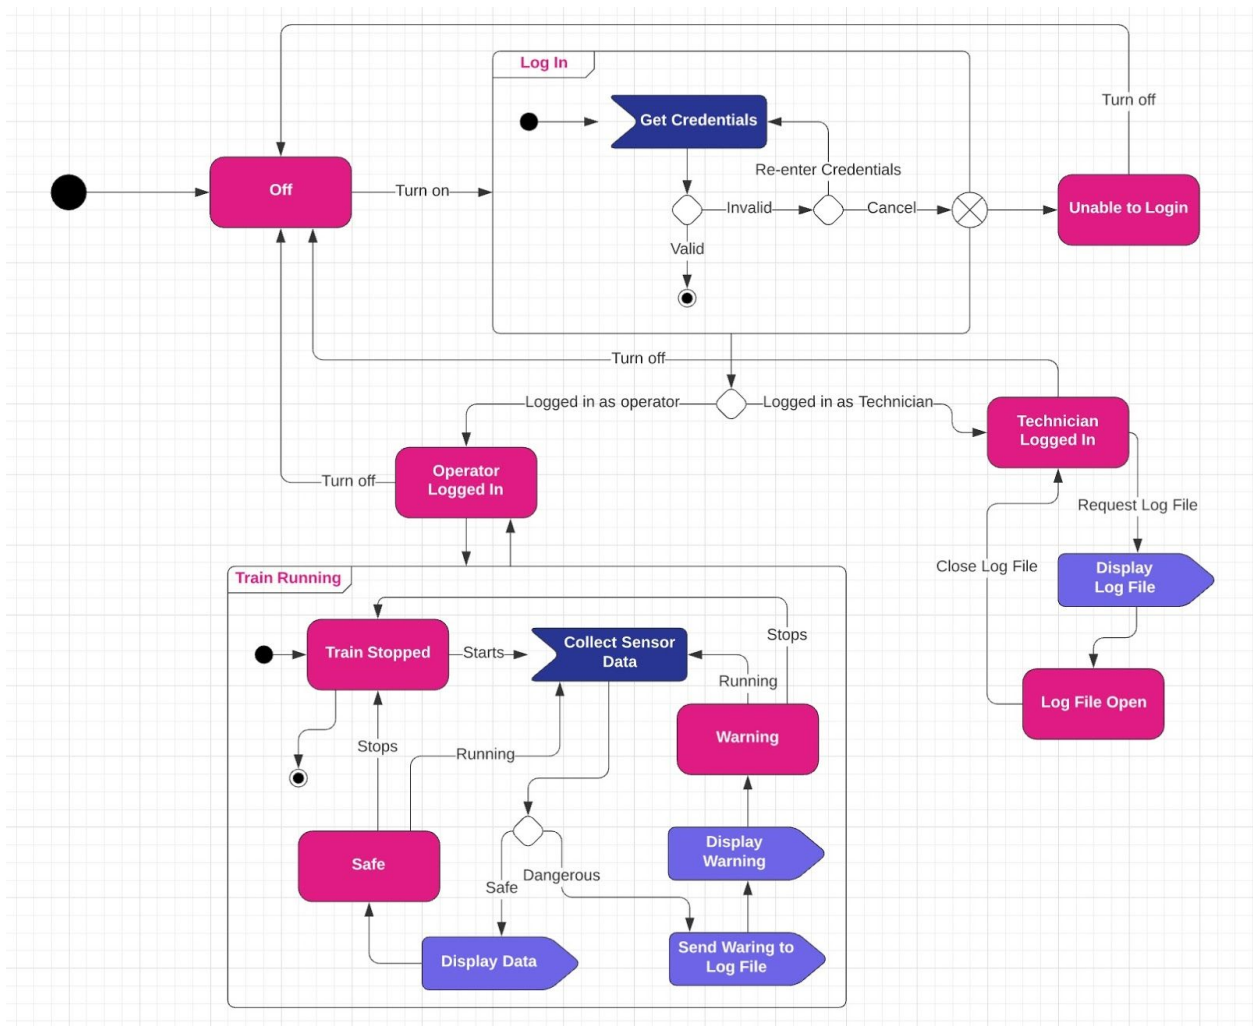 Log In
Turn off
Get Credentials
Re-enter Credentials
Off
Turn on
Invalid
Cancel
Unable to Login
Valid
Turn off
Logged in as operator
Logged in as Technician
Technician
Logged In
Operator
Logged In
Turn off
Request Log File
Close Log File
Display
Log File
Log File Open
Train Running
Train Stopped
Starts
Collect Sensor
Data
Stops
Running
Warning
Stops
Running
Display
Warning
Safe
Dangerous
Safe
Display Data
Send Waring to
Log File